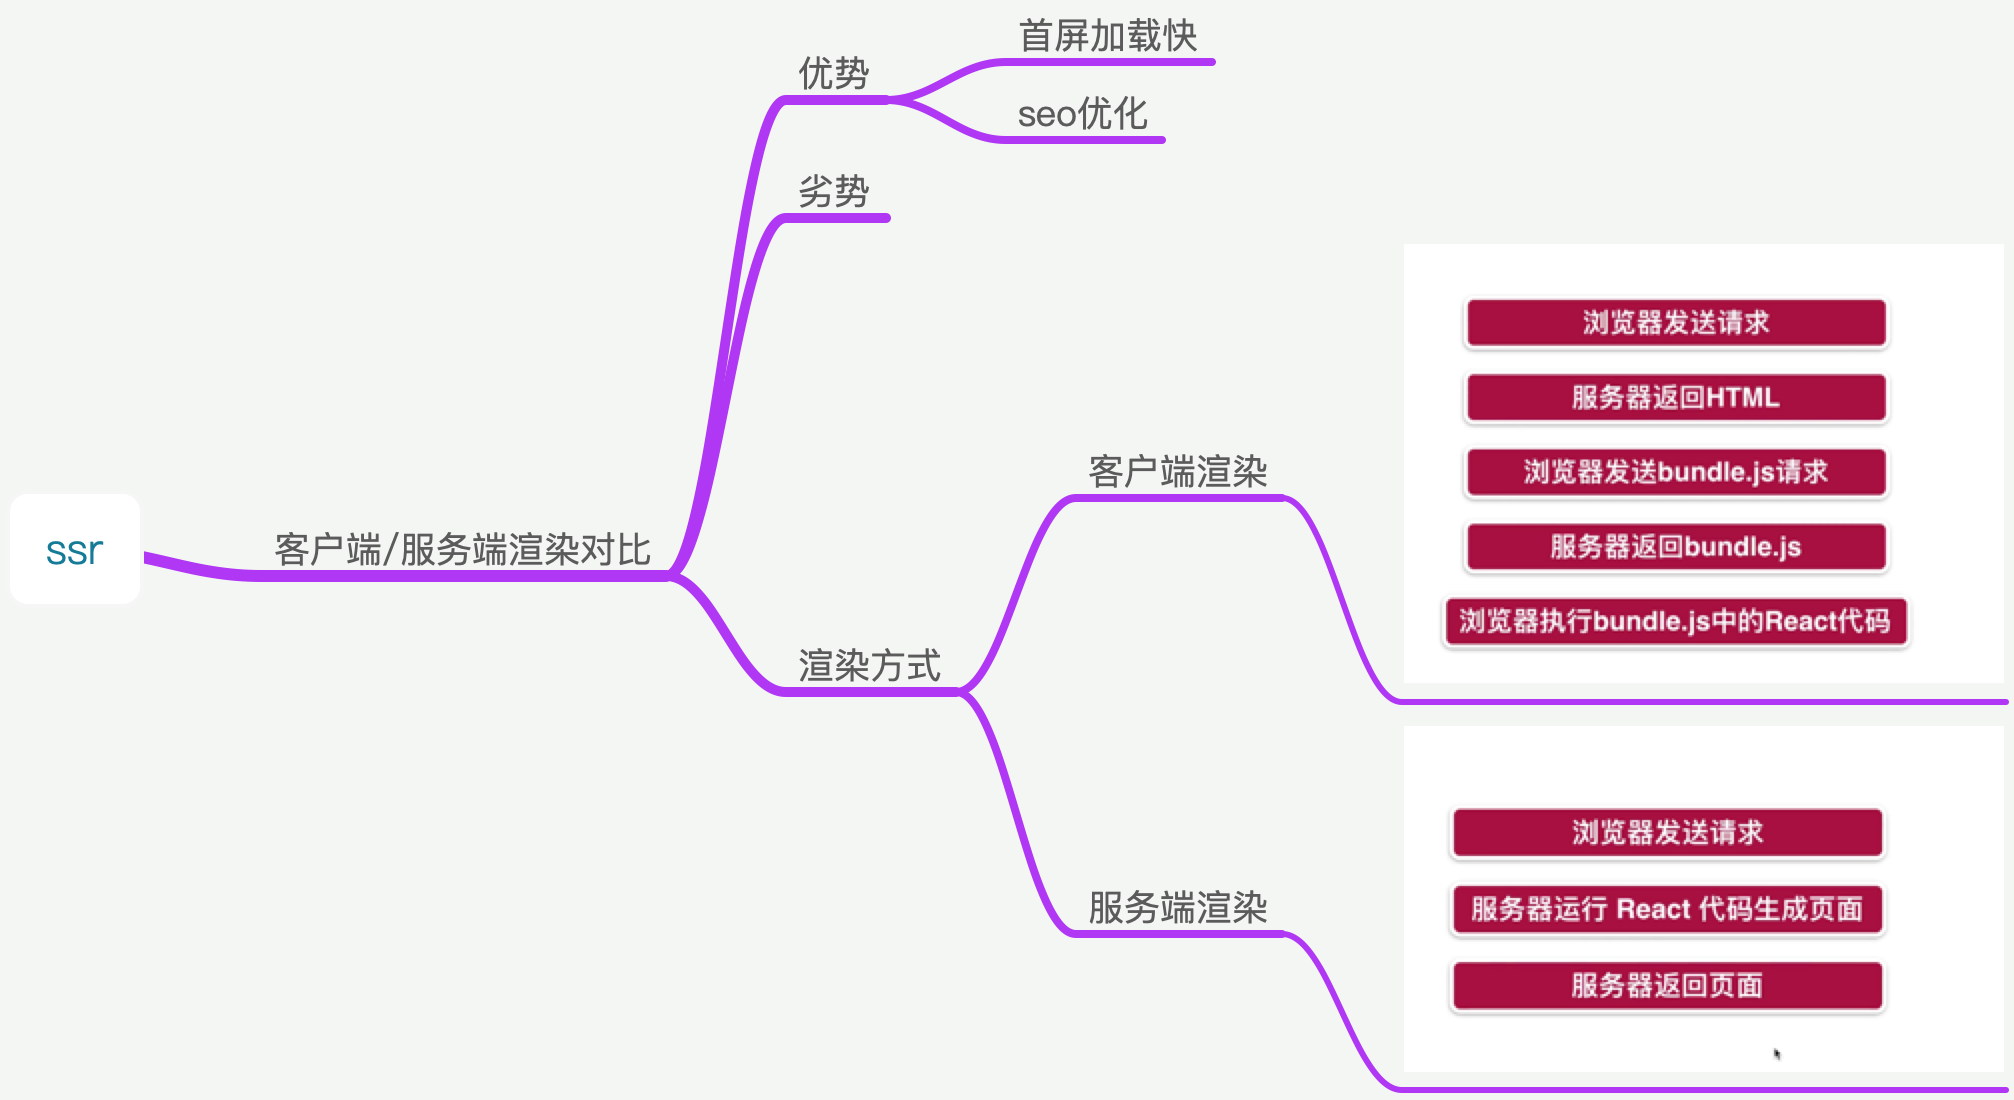 ssr
客户端/服务端渲染对比
优势
首屏加载快
seo优化
劣势
渲染方式
客户端渲染
浏览器发送请求
服务器返回HTML
浏览器发送bundle.js请求
服务器返回bundle.js
浏览器执行bundle.js中的React代码
服务端渲染
浏览器发送请求
服务器运行 React 代码生成页面
服务器返回页面